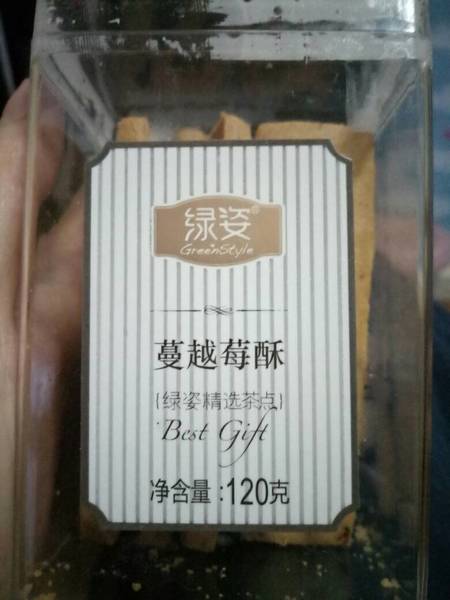 绿姿®
GreenStyle
蔓越莓酥
{绿姿精选茶点}
Best Gift
净含量:120克